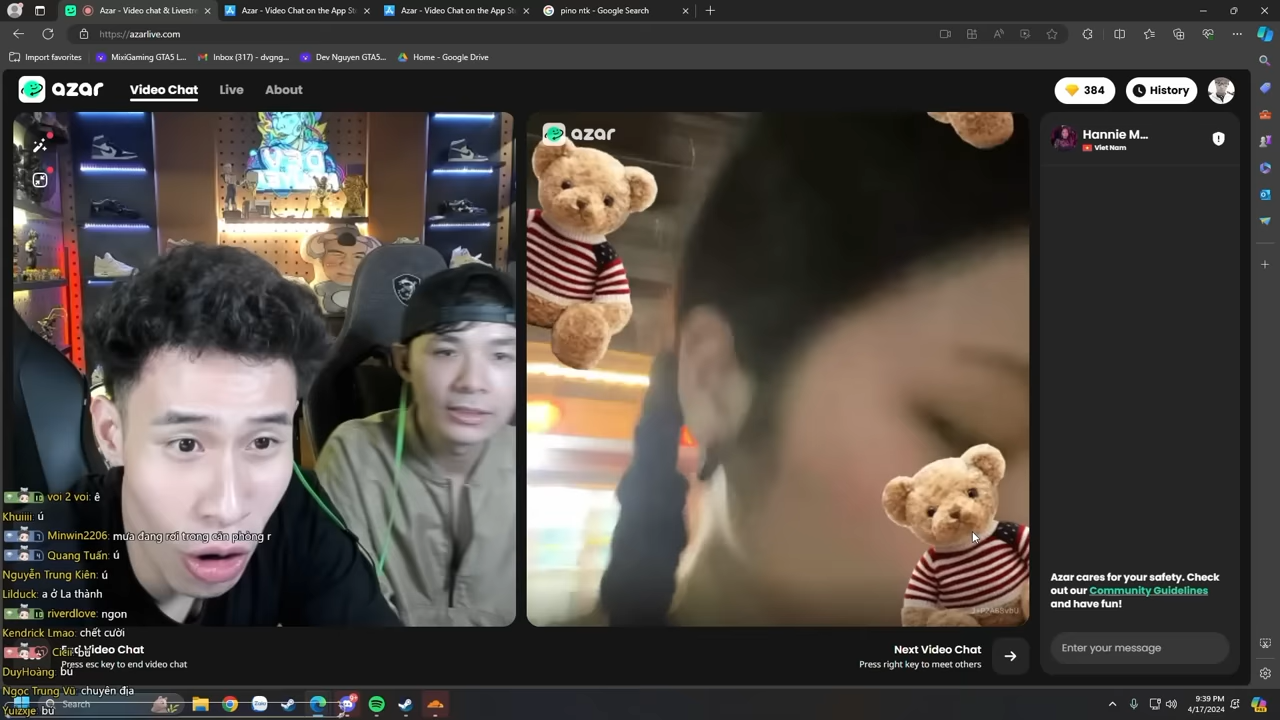 Azar - Video chat & Livestre
Azar - Video Chat on the App St
Azar - Video Chat on the App St
pino ntk - Google Search
https://azarlive.com
Import favorites
MixiGaming GTA5 L...
Inbox (317) - dvgng...
Dev Nguyen GTA5...
Home - Google Drive
azar
Video Chat
Live
About
384
History
azar
Hannie M...
Viet Nam
voi 2 voi: ê
Khuiiii: ú
Minwin2206: mưa đang rơi trong căn phòng r
Quang Tuấn: ú
Nguyễn Trung Kiên: ú
Lilduck: a ở La thành
riverdlove: ngon
Kendrick Lmao: chết cười
DuyHoàng: bú
Ngọc Trung Vũ: chuyên địa
Yuizxje: bú
Video Chat
Press esc key to end video chat
Next Video Chat
Press right key to meet others
Azar cares for your safety. Check
out our Community Guidelines
and have fun!
Enter your message
Search
9:39 PM
4/17/2024